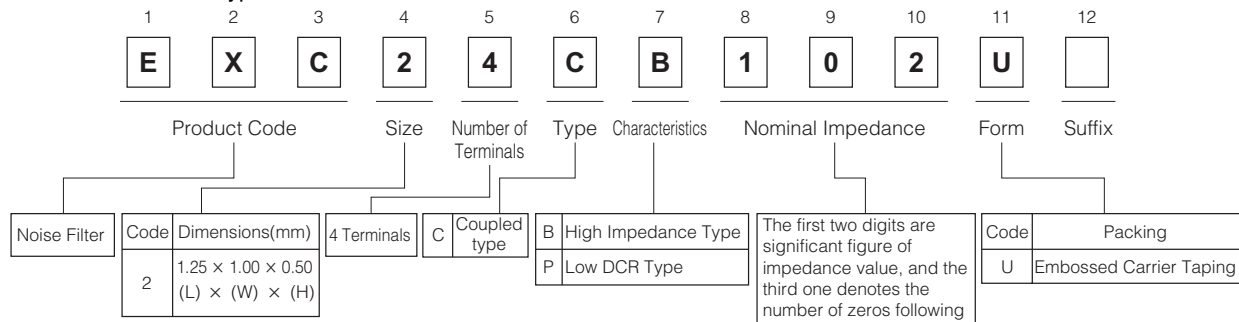 1 2 3 4 5 6 7 8 9 10 11 12
E X C 2 4 C B 1 0 2 U
Product Code Size Number of Terminals Type Characteristics Nominal Impedance Form Suffix
Noise Filter
Code Dimensions(mm)
2 1.25 × 1.00 × 0.50
(L) × (W) × (H)
4 Terminals
C Coupled type
B High Impedance Type
P Low DCR Type
The first two digits are
significant figure of
impedance value, and the
third one denotes the
number of zeros following
Code Packing
U Embossed Carrier Taping